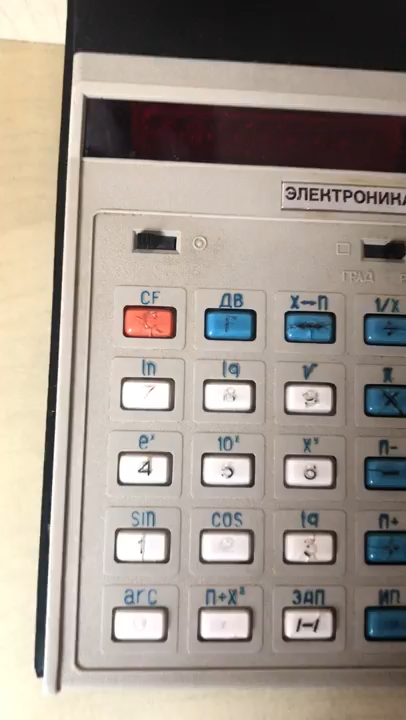 ЭЛЕКТРОНИКА
ГРАД
CF ДВ X→П 1/X
C F ÷
ln lg √ π
7 8 9 X
eˣ 10ˣ Xʸ П-
4 5 6 -
sin cos tg П+
1 3 +
arc П+X² ЗАП ИП
0 . /-/